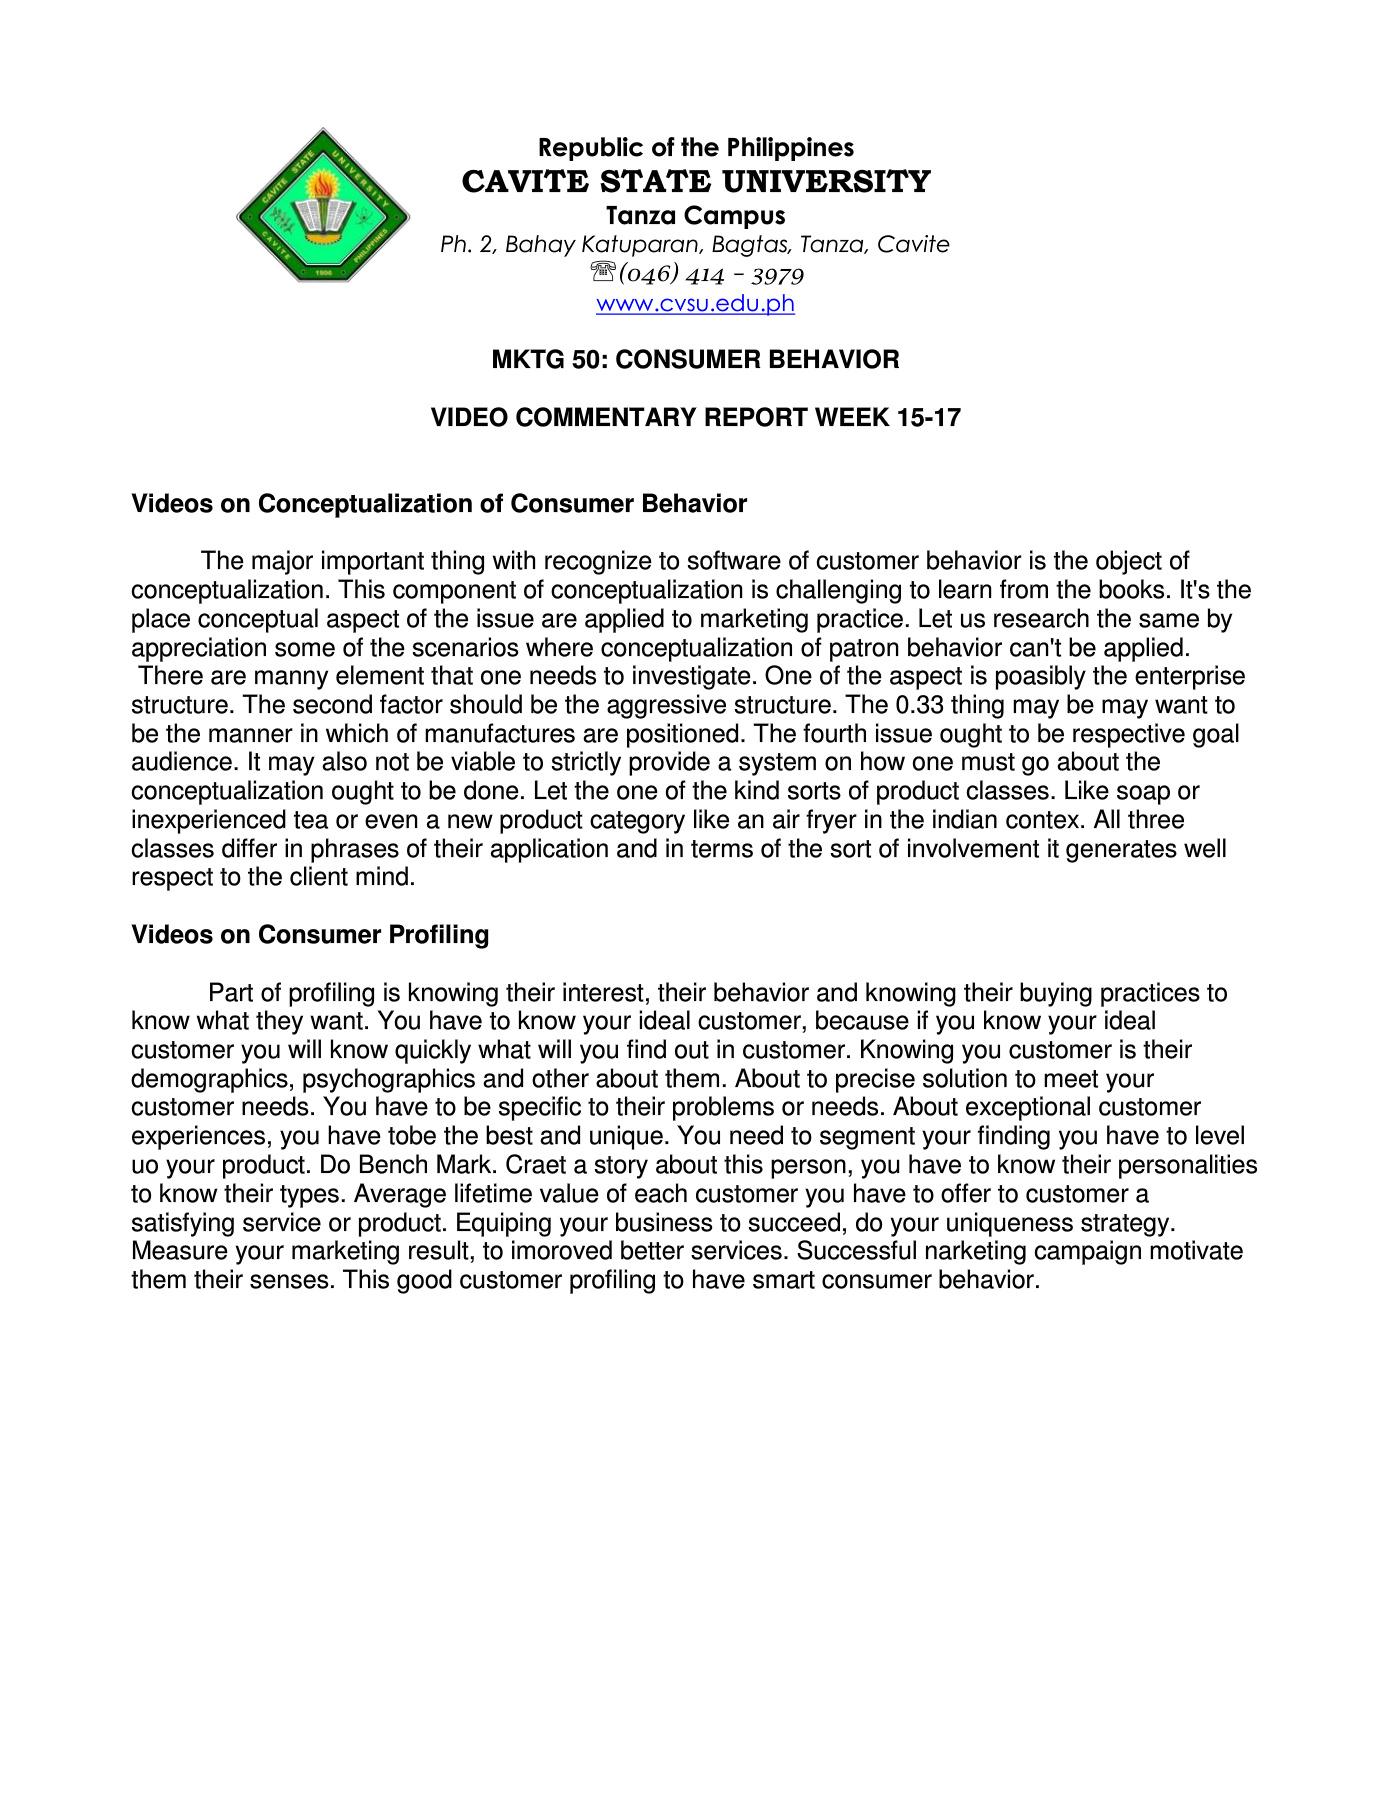 CAVITE STATE UNIVERSITY
CAVITE PHILIPPINES
1906
Republic of the Philippines
CAVITE STATE UNIVERSITY
Tanza Campus
Ph. 2, Bahay Katuparan, Bagtas, Tanza, Cavite
☏(046) 414 - 3979
www.cvsu.edu.ph
MKTG 50: CONSUMER BEHAVIOR
VIDEO COMMENTARY REPORT WEEK 15-17
Videos on Conceptualization of Consumer Behavior
The major important thing with recognize to software of customer behavior is the object of
conceptualization. This component of conceptualization is challenging to learn from the books. It's the
place conceptual aspect of the issue are applied to marketing practice. Let us research the same by
appreciation some of the scenarios where conceptualization of patron behavior can't be applied.
There are manny element that one needs to investigate. One of the aspect is poasibly the enterprise
structure. The second factor should be the aggressive structure. The 0.33 thing may be may want to
be the manner in which of manufactures are positioned. The fourth issue ought to be respective goal
audience. It may also not be viable to strictly provide a system on how one must go about the
conceptualization ought to be done. Let the one of the kind sorts of product classes. Like soap or
inexperienced tea or even a new product category like an air fryer in the indian contex. All three
classes differ in phrases of their application and in terms of the sort of involvement it generates well
respect to the client mind.
Videos on Consumer Profiling
Part of profiling is knowing their interest, their behavior and knowing their buying practices to
know what they want. You have to know your ideal customer, because if you know your ideal
customer you will know quickly what will you find out in customer. Knowing you customer is their
demographics, psychographics and other about them. About to precise solution to meet your
customer needs. You have to be specific to their problems or needs. About exceptional customer
experiences, you have tobe the best and unique. You need to segment your finding you have to level
uo your product. Do Bench Mark. Craet a story about this person, you have to know their personalities
to know their types. Average lifetime value of each customer you have to offer to customer a
satisfying service or product. Equiping your business to succeed, do your uniqueness strategy.
Measure your marketing result, to imoroved better services. Successful narketing campaign motivate
them their senses. This good customer profiling to have smart consumer behavior.